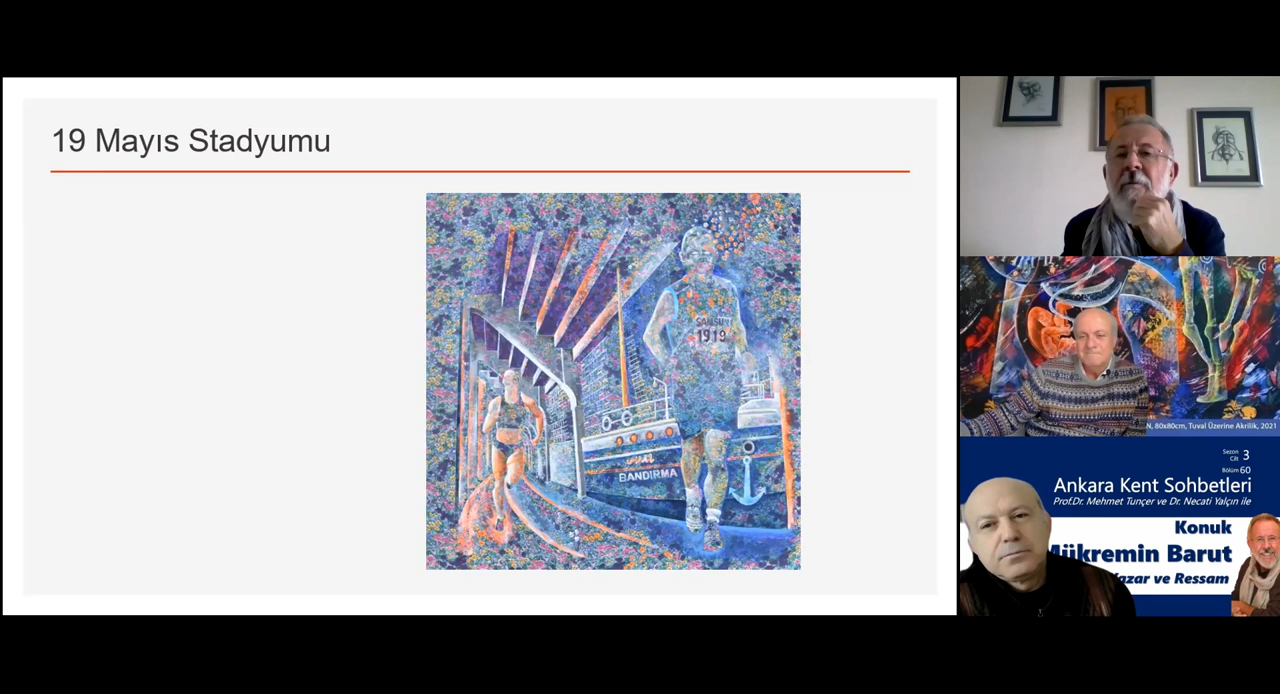 19 Mayıs Stadyumu
SAMSUN
1919
BANDIRMA
N, 80x80cm, Tuval Üzerine Akrilik, 2021
Sezon
Cilt 3
Bölüm 60
Ankara Kent Sohbetleri
Prof.Dr. Mehmet Tunçer ve Dr. Necati Yalçın ile
Konuk
Mükremin Barut
Yazar ve Ressam